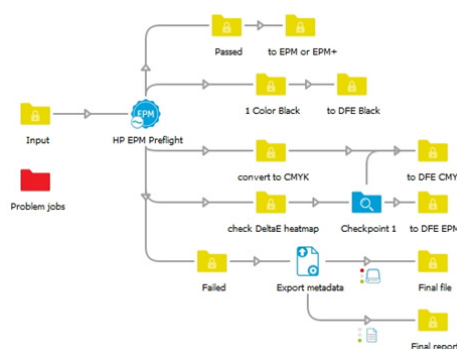 Passed
to EPM or EPM+
EPM
1 Color Black
to DFE Black
Input
HP EPM Preflight
convert to CMYK
to DFE CMY
Problem jobs
check DeltaE heatmap
Checkpoint 1
to DFE EPM
Failed
Export metadata
Final file
Final report